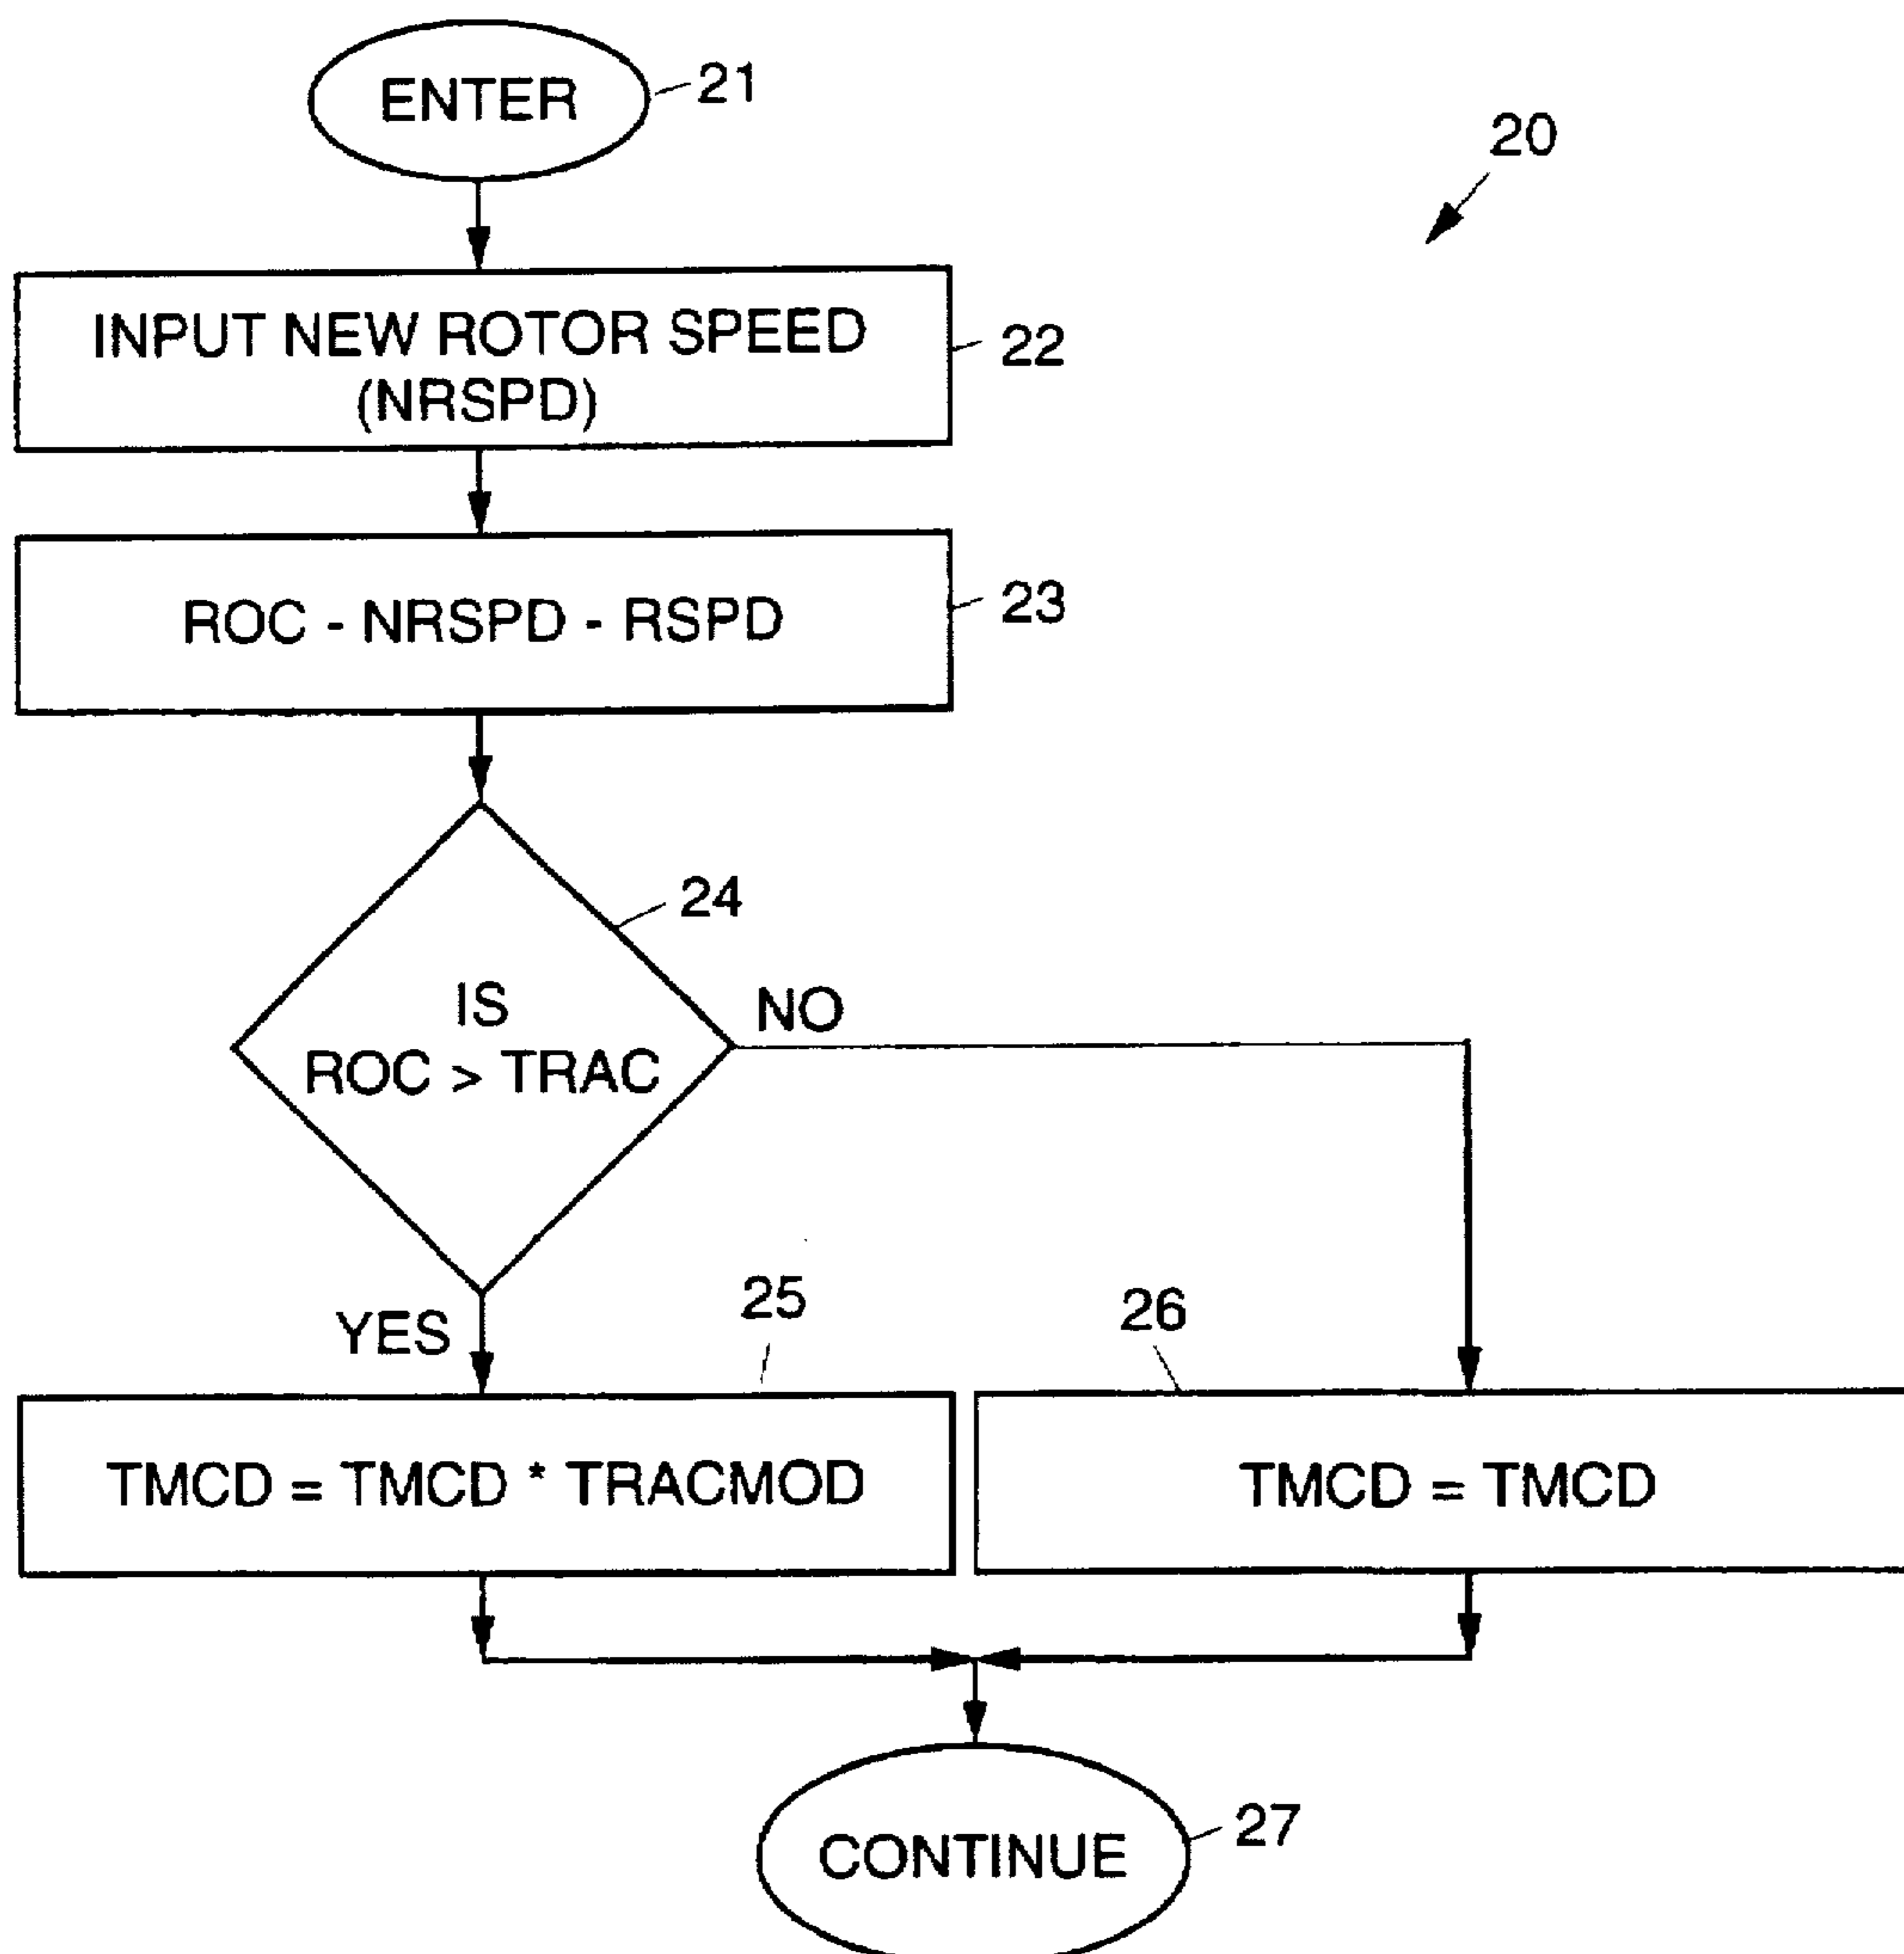 ENTER
21
20
INPUT NEW ROTOR SPEED
(NRSPD)
22
ROC - NRSPD - RSPD
23
24
IS
ROC > TRAC
NO
YES
25
26
TMCD = TMCD * TRACMOD
TMCD = TMCD
CONTINUE
27